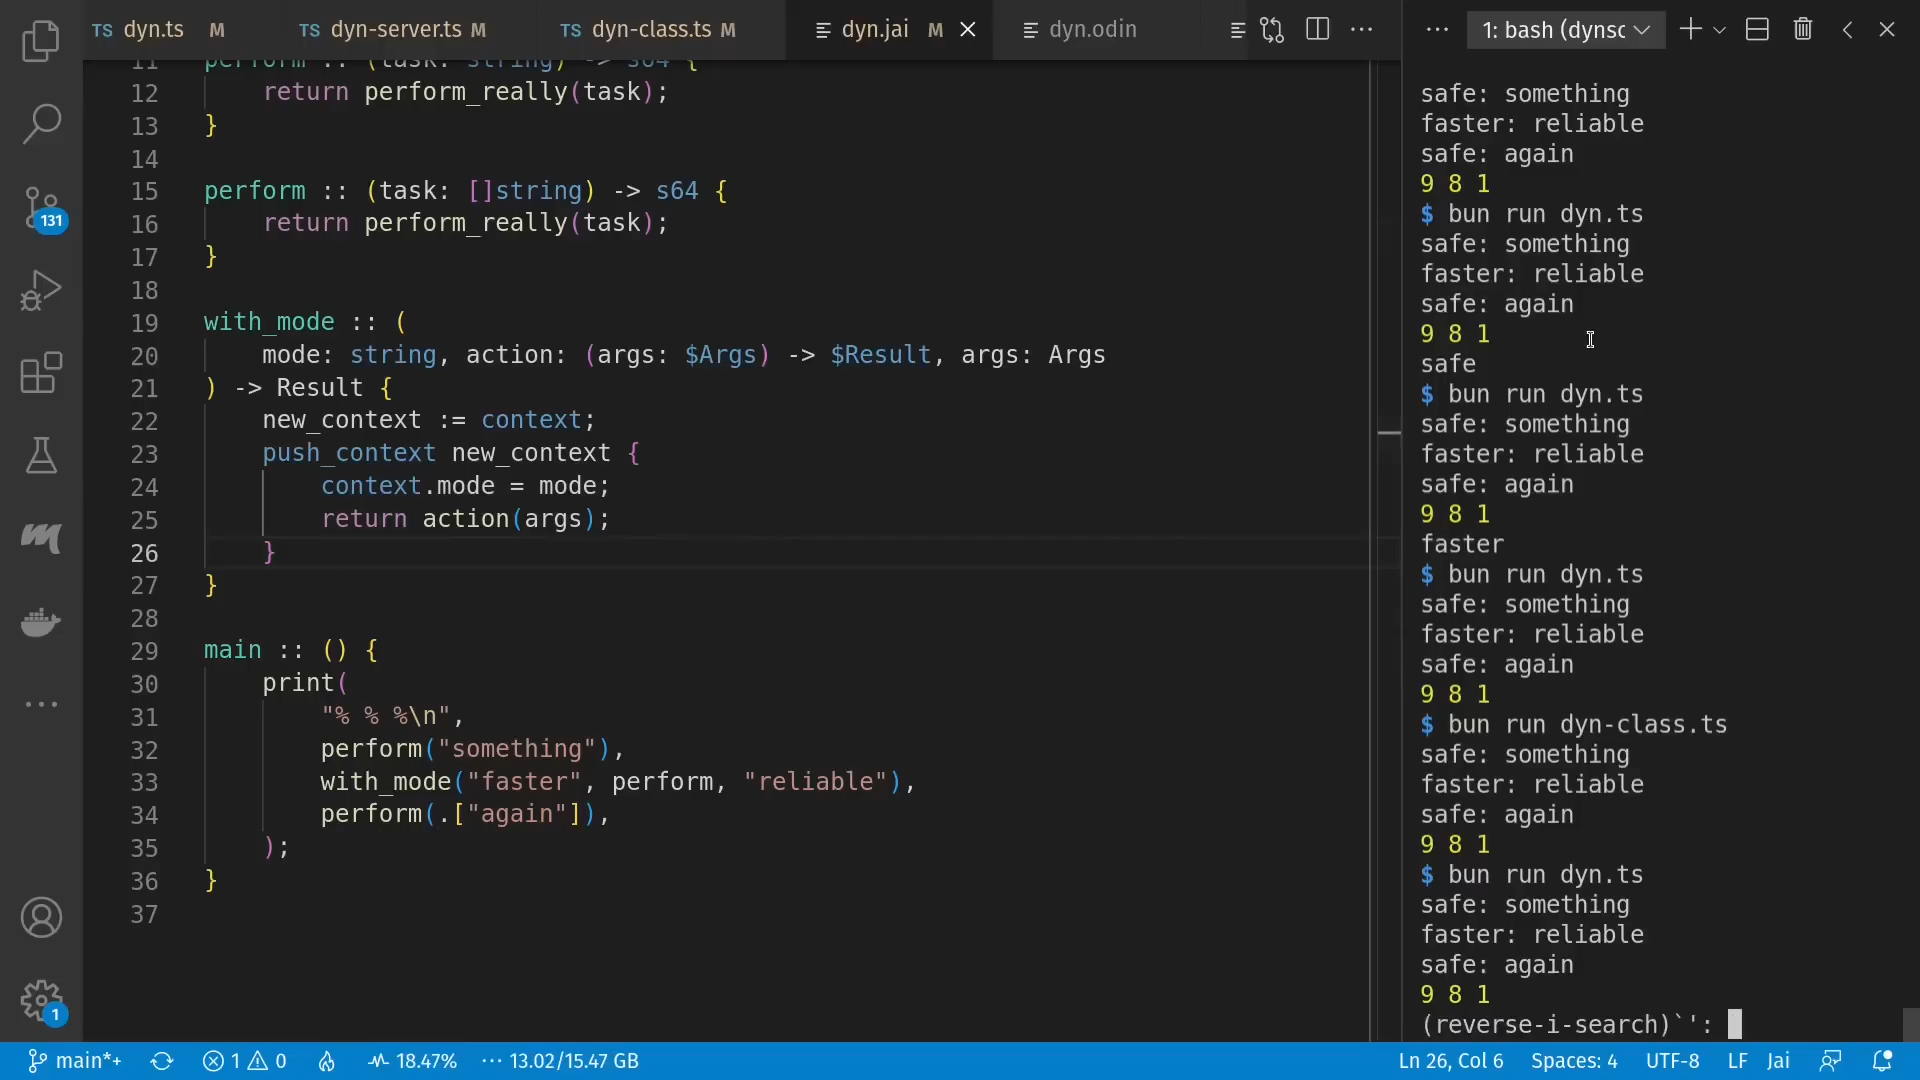 TS dyn.ts M TS dyn-server.ts M TS dyn-class.ts M dyn.jai M dyn.odin
1: bash (dynsc
11 perform :: (task: string) -> s64 {
12 return perform_really(task);
13 }
14
15 perform :: (task: []string) -> s64 {
16 return perform_really(task);
17 }
18
19 with_mode :: (
20 mode: string, action: (args: $Args) -> $Result, args: Args
21 ) -> Result {
22 new_context := context;
23 push_context new_context {
24 context.mode = mode;
25 return action(args);
26 }
27 }
28
29 main :: () {
30 print(
31 "% % %\n",
32 perform("something"),
33 with_mode("faster", perform, "reliable"),
34 perform(.["again"]),
35 );
36 }
37
safe: something
faster: reliable
safe: again
9 8 1
$ bun run dyn.ts
safe: something
faster: reliable
safe: again
9 8 1
safe
$ bun run dyn.ts
safe: something
faster: reliable
safe: again
9 8 1
faster
$ bun run dyn.ts
safe: something
faster: reliable
safe: again
9 8 1
$ bun run dyn-class.ts
safe: something
faster: reliable
safe: again
9 8 1
$ bun run dyn.ts
safe: something
faster: reliable
safe: again
9 8 1
(reverse-i-search)`':
131
1
main*+ 1 0 18.47% 13.02/15.47 GB Ln 26, Col 6 Spaces: 4 UTF-8 LF Jai